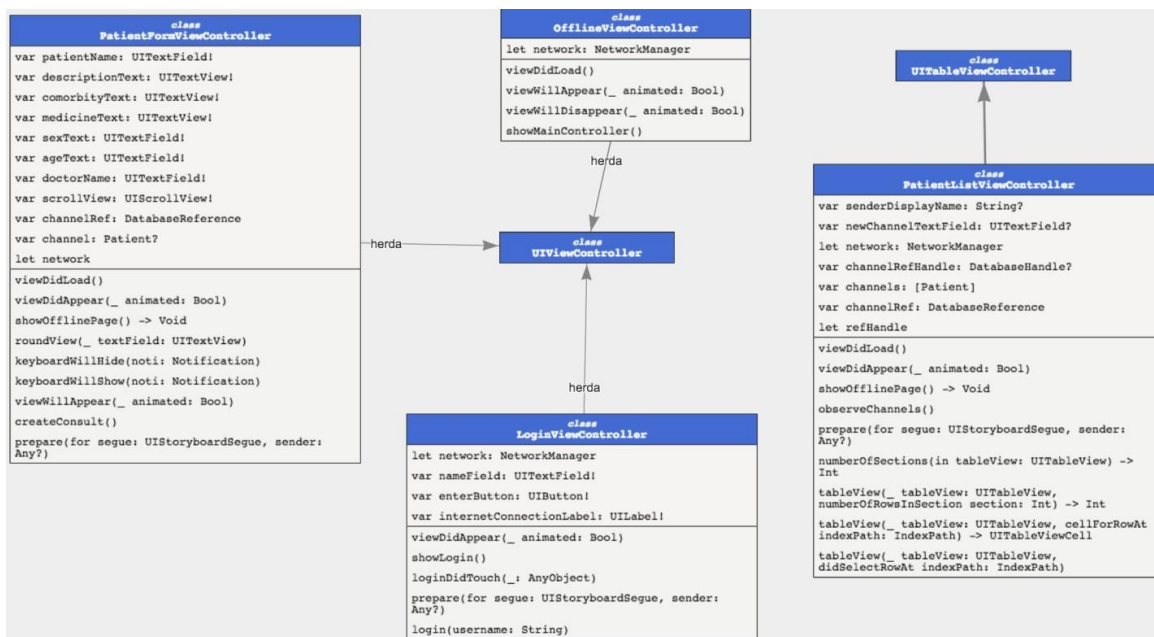 class
PatientFormViewController
var patientName: UITextField!
var descriptionText: UITextView!
var comorbityText: UITextView!
var medicineText: UITextView!
var sexText: UITextField!
var ageText: UITextField!
var doctorName: UITextField!
var scrollView: UIScrollView!
var channelRef: DatabaseReference
var channel: Patient?
let network
viewDidLoad()
viewDidAppear(_ animated: Bool)
showOfflinePage() -> Void
roundView(_ textField: UITextView)
keyboardWillHide(noti: Notification)
keyboardWillShow(noti: Notification)
viewWillAppear(_ animated: Bool)
createConsult()
prepare(for segue: UIStoryboardSegue, sender:
Any?)
herda
class
OfflineViewController
let network: NetworkManager
viewDidLoad()
viewWillAppear(_ animated: Bool)
viewWillDisappear(_ animated: Bool)
showMainController()
herda
class
UIViewController
herda
class
LoginViewController
let network: NetworkManager
var nameField: UITextField!
var enterButton: UIButton!
var internetConnectionLabel: UILabel!
viewDidAppear(_ animated: Bool)
showLogin()
loginDidTouch(_: AnyObject)
prepare(for segue: UIStoryboardSegue, sender:
Any?)
login(username: String)
class
UITableViewController
class
PatientListViewController
var senderDisplayName: String?
var newChannelTextField: UITextField?
let network: NetworkManager
var channelRefHandle: DatabaseHandle?
var channels: [Patient]
var channelRef: DatabaseReference
let refHandle
viewDidLoad()
viewDidAppear(_ animated: Bool)
showOfflinePage() -> Void
observeChannels()
prepare(for segue: UIStoryboardSegue, sender:
Any?)
numberOfSections(in tableView: UITableView) ->
Int
tableView(_ tableView: UITableView,
numberOfRowsInSection section: Int) -> Int
tableView(_ tableView: UITableView, cellForRowAt
indexPath: IndexPath) -> UITableViewCell
tableView(_ tableView: UITableView,
didSelectRowAt indexPath: IndexPath)